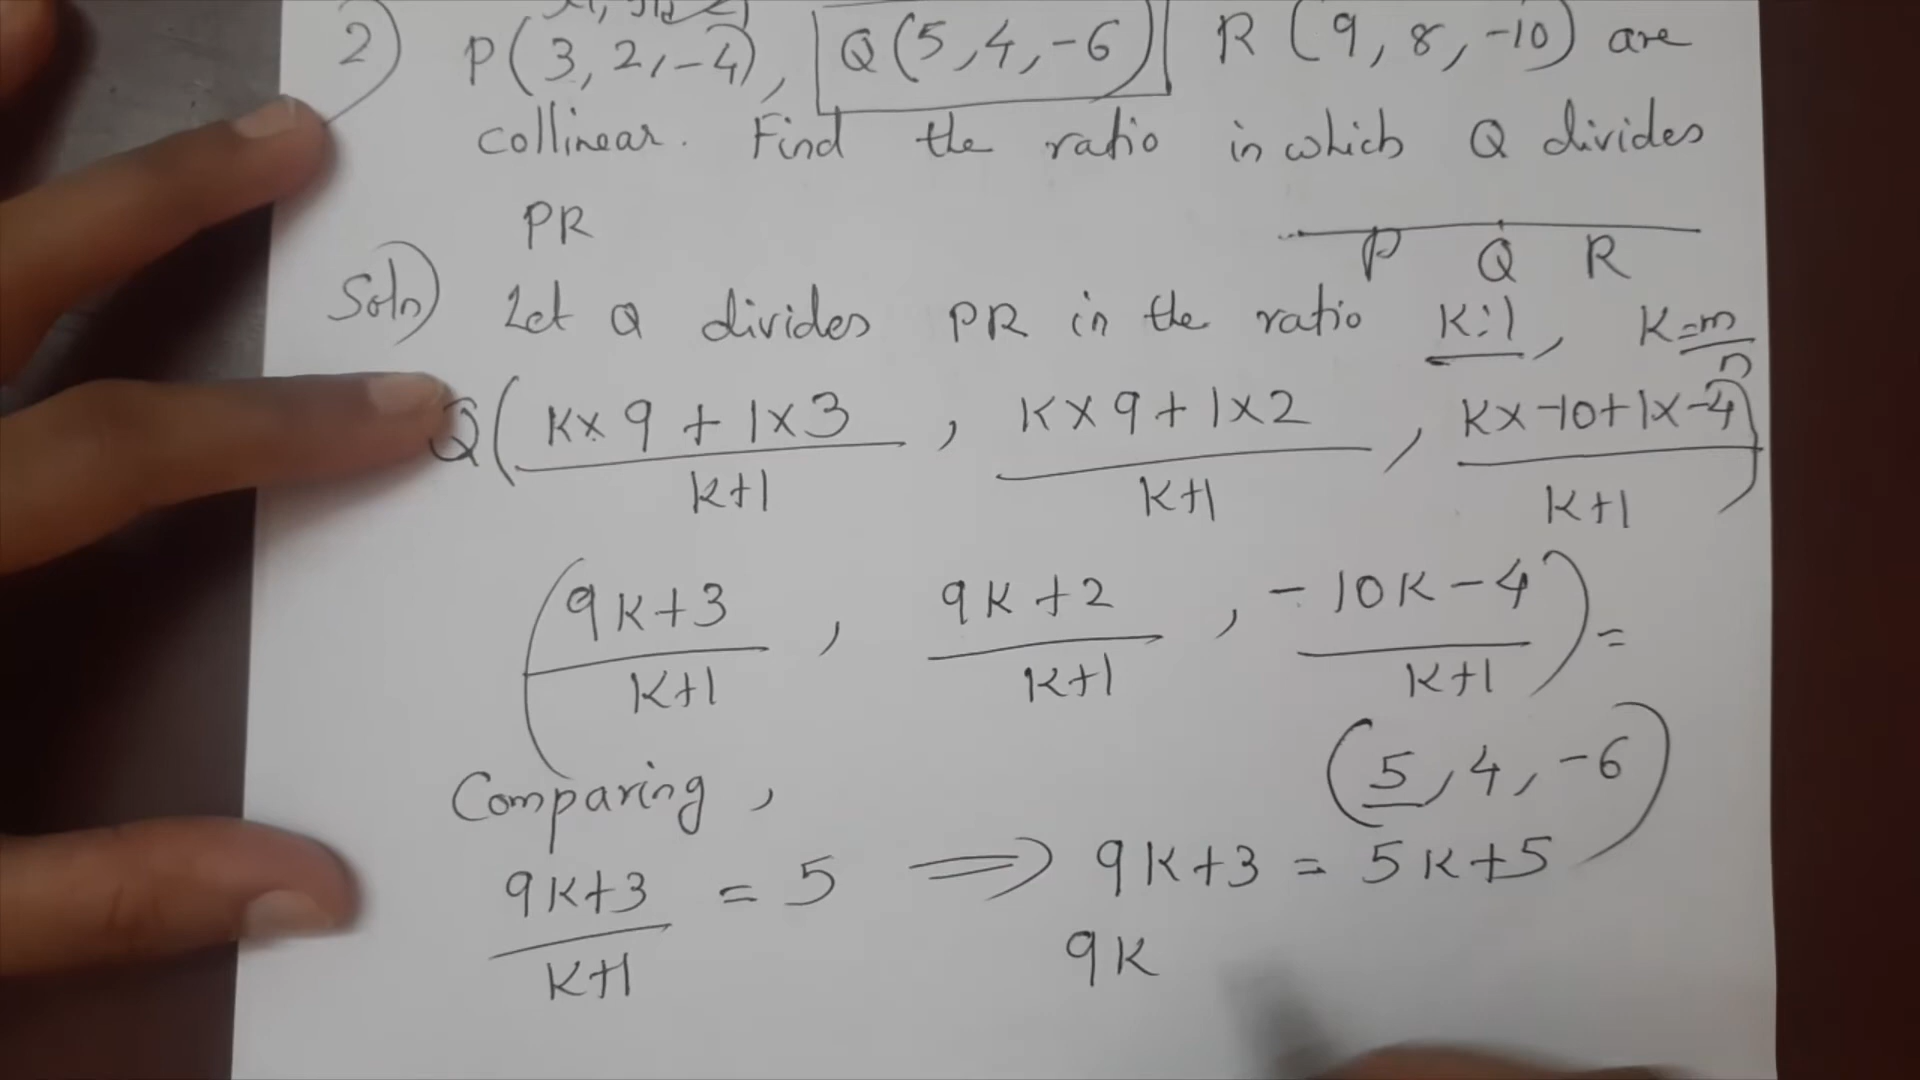 2) P(3, 2, -4), Q(5, 4, -6) R (9, 8, -10) are
collinear. Find the ratio in which Q divides
PR
P Q R
Soln) Let Q divides PR in the ratio K:1, K=m/n
Q(K×9+1×3/K+1, K×9+1×2/K+1, K×-10+1×-4/K+1)
(9K+3/K+1, 9K+2/K+1, -10K-4/K+1) =
(5, 4, -6)
Comparing,
9K+3/K+1 = 5 ⟹ 9K+3 = 5K+5
9K